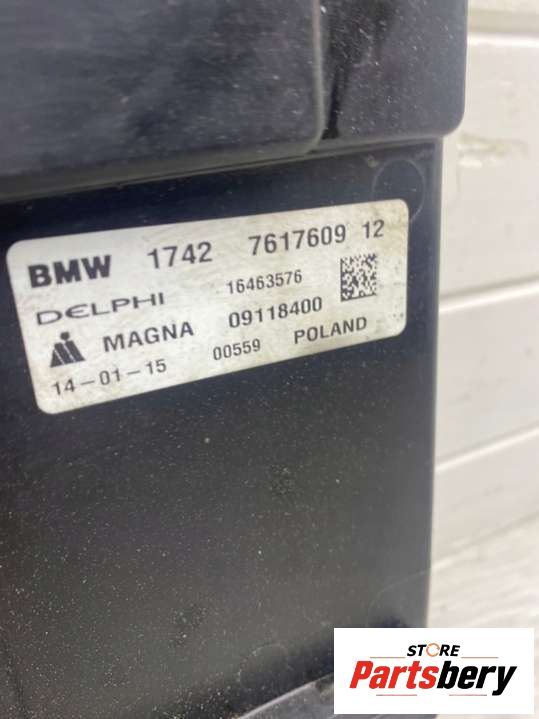 BMW 1742 7617609 12
DELPHI 16463576
MAGNA 09118400
14-01-15 00559 POLAND
STORE
Partsbery